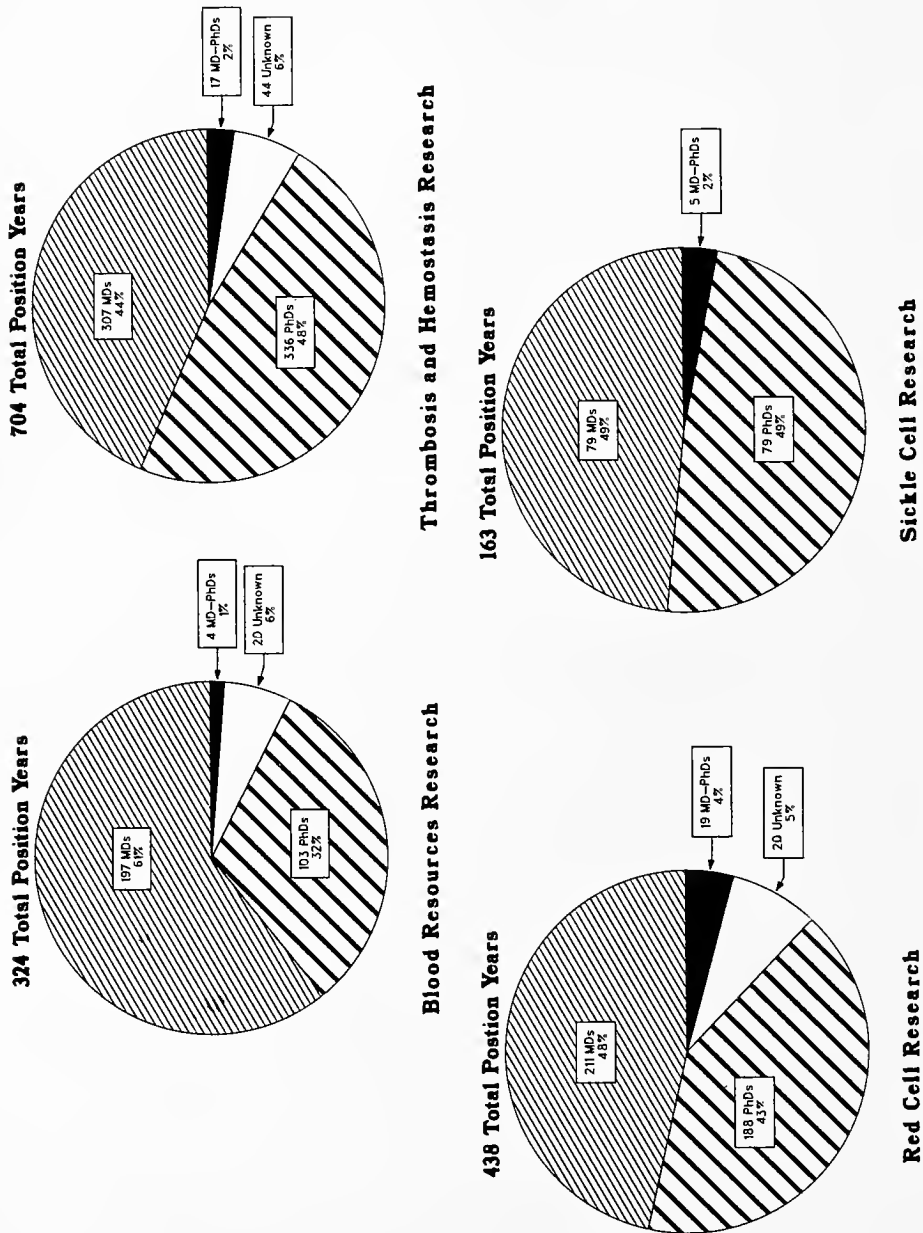 324 Total Position Years
197 MDs
61%
4 MD-PhDs
1%
20 Unknown
6%
103 PhDs
32%
Blood Resources Research
704 Total Position Years
307 MDs
44%
17 MD-PhDs
2%
44 Unknown
6%
336 PhDs
48%
Thrombosis and Hemostasis Research
438 Total Postion Years
211 MDs
48%
19 MD-PhDs
4%
20 Unknown
5%
188 PhDs
43%
Red Cell Research
163 Total Position Years
79 MDs
49%
5 MD-PhDs
2%
79 PhDs
49%
Sickle Cell Research